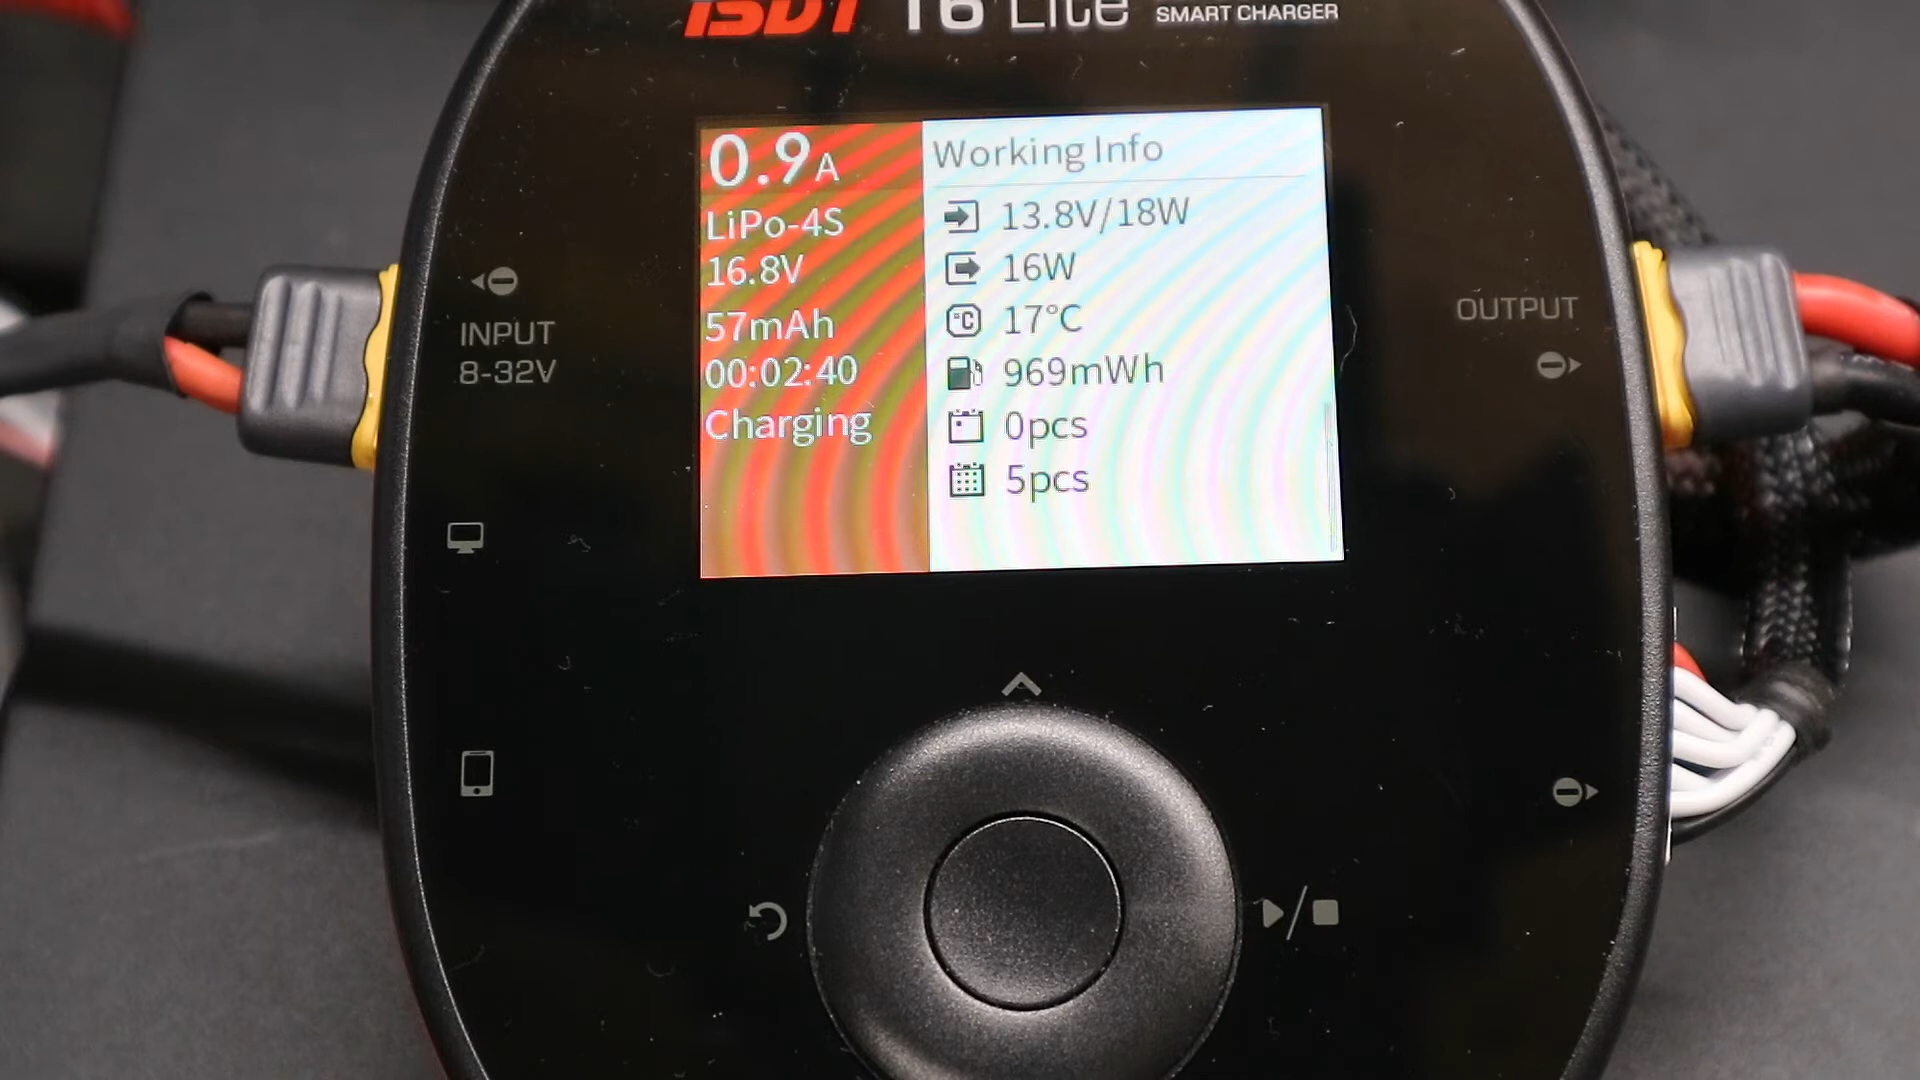 ISDT T6 Lite SMART CHARGER
0.9A
LiPo-4S
16.8V
57mAh
00:02:40
Charging
Working Info
13.8V/18W
16W
°C 17°C
969mWh
0pcs
5pcs
INPUT
8-32V
OUTPUT